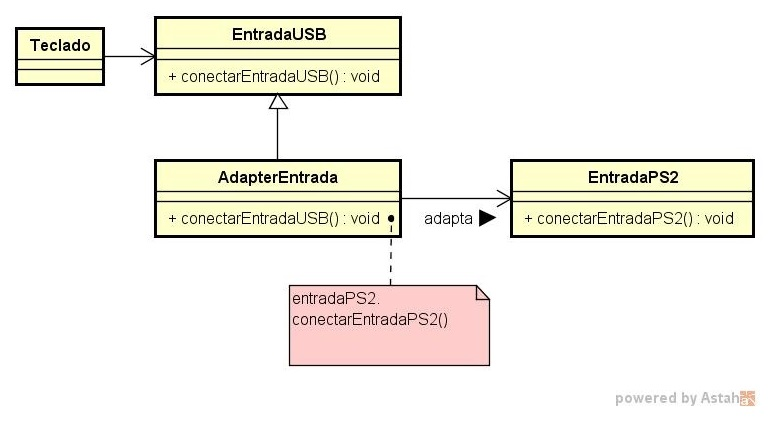 Teclado
EntradaUSB
+ conectarEntradaUSB() : void
AdapterEntrada
+ conectarEntradaUSB() : void
adapta
EntradaPS2
+ conectarEntradaPS2() : void
entradaPS2.
conectarEntradaPS2()
powered by Astah